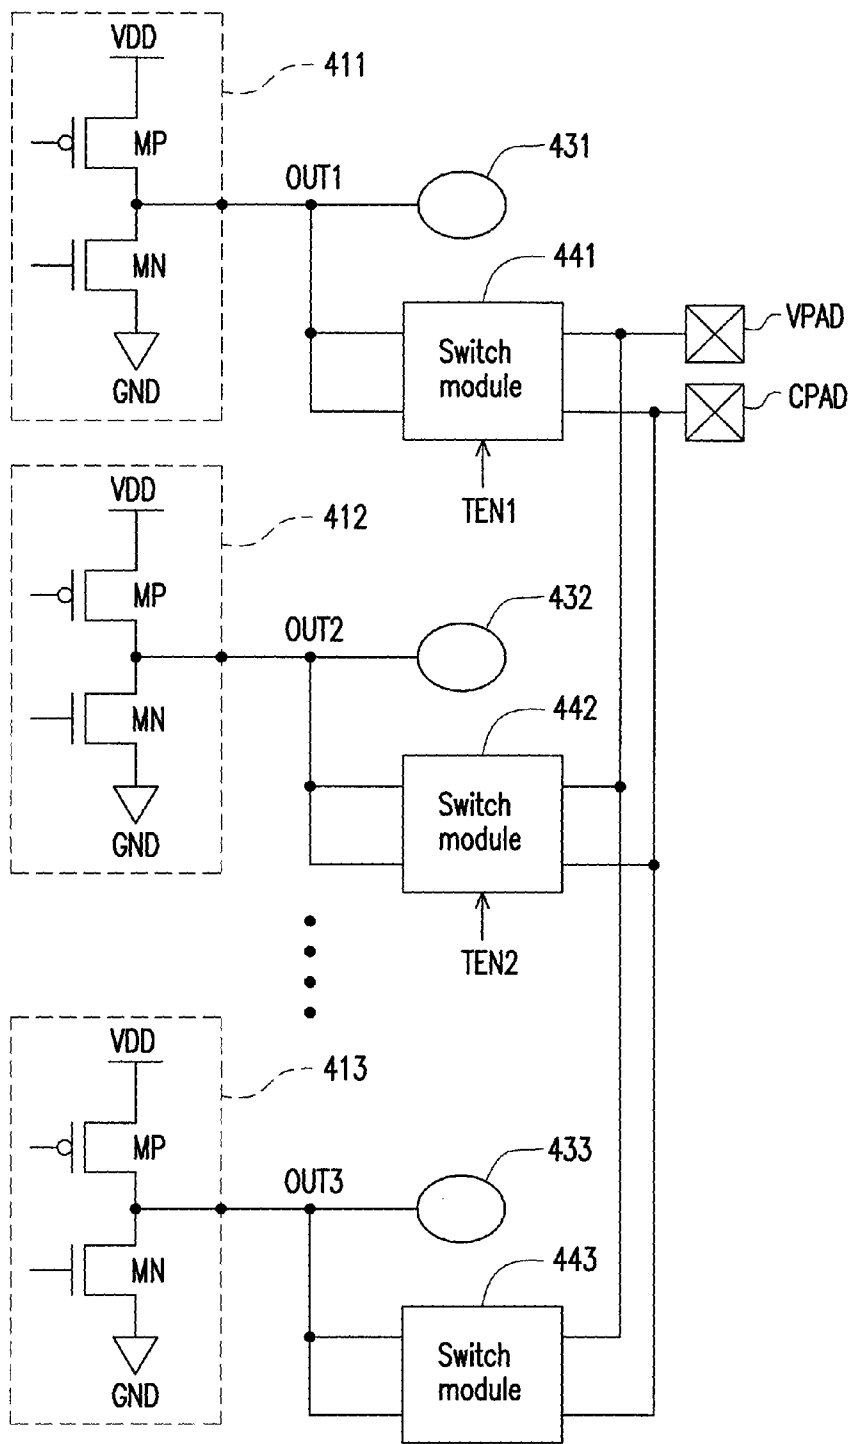 VDD
411
MP
431
OUT1
MN
441
VPAD
Switch
module
GND
CPAD
TEN1
VDD
412
MP
432
OUT2
MN
442
Switch
module
GND
TEN2
VDD
413
MP
433
OUT3
MN
443
Switch
module
GND